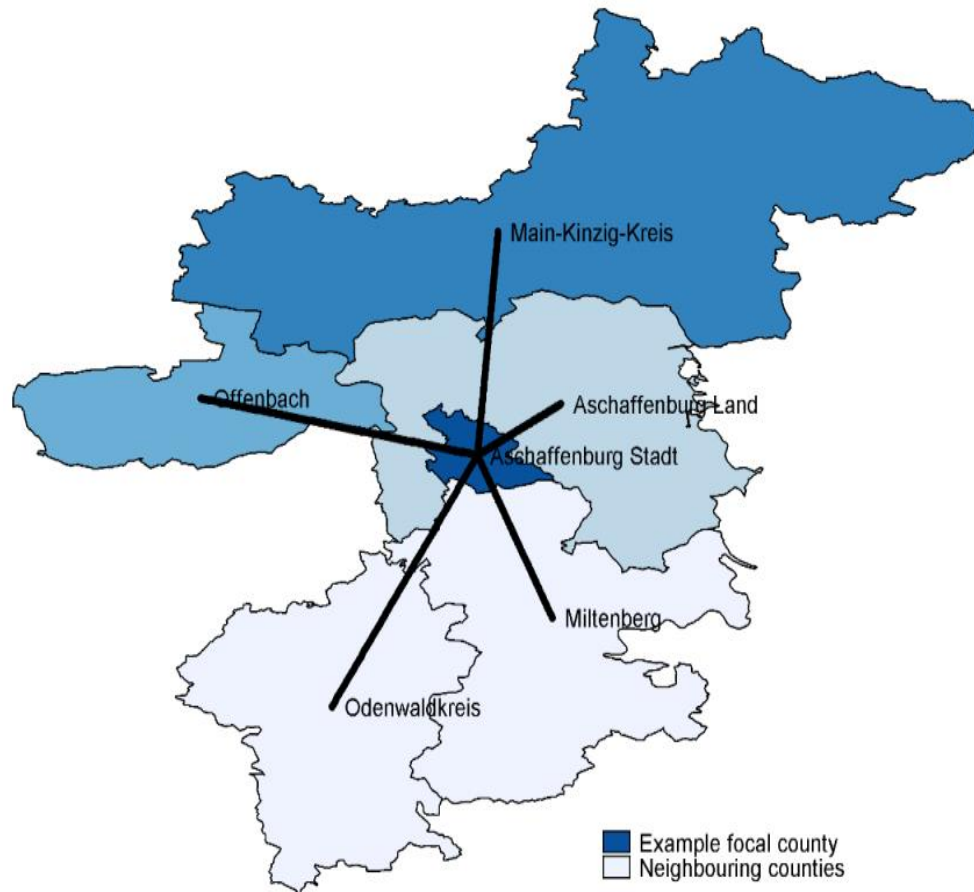 Main-Kinzig-Kreis
Offenbach
Aschaffenburg Land
Aschaffenburg Stadt
Miltenberg
Odenwaldkreis
Example focal county
Neighbouring counties